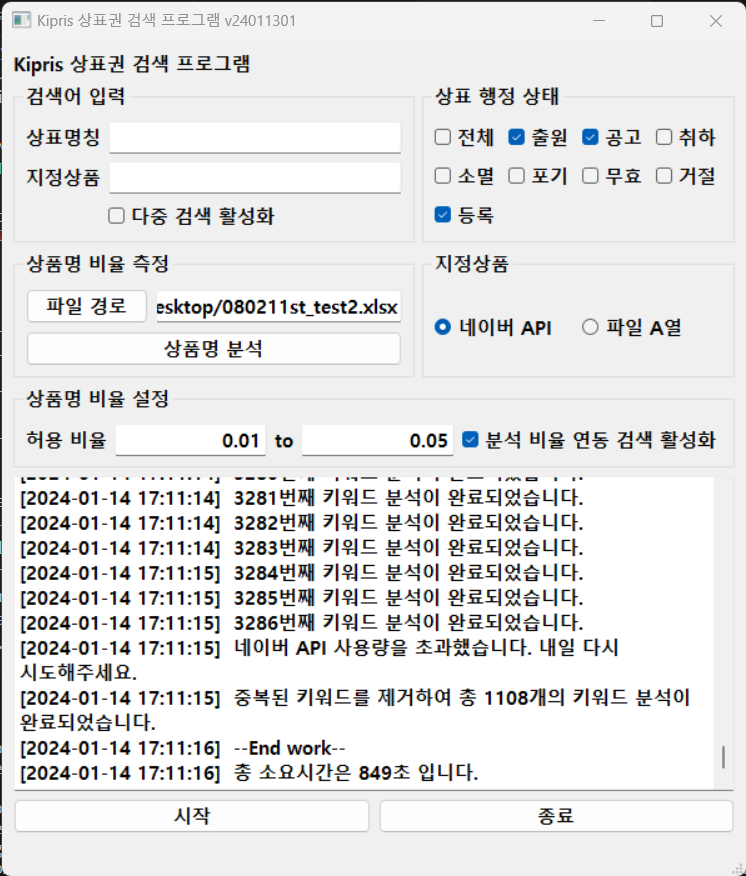 Kipris 상표권 검색 프로그램 v24011301
Kipris 상표권 검색 프로그램
검색어 입력
상표명칭
지정상품
다중 검색 활성화
상표 행정 상태
전체 출원 공고 취하
소멸 포기 무효 거절
등록
상품명 비율 측정
파일 경로 esktop/080211st_test2.xlsx
상품명 분석
지정상품
네이버 API 파일 A열
상품명 비율 설정
허용 비율 0.01 to 0.05 분석 비율 연동 검색 활성화
[2024-01-14 17:11:14] 3281번째 키워드 분석이 완료되었습니다.
[2024-01-14 17:11:14] 3282번째 키워드 분석이 완료되었습니다.
[2024-01-14 17:11:14] 3283번째 키워드 분석이 완료되었습니다.
[2024-01-14 17:11:15] 3284번째 키워드 분석이 완료되었습니다.
[2024-01-14 17:11:15] 3285번째 키워드 분석이 완료되었습니다.
[2024-01-14 17:11:15] 3286번째 키워드 분석이 완료되었습니다.
[2024-01-14 17:11:15] 네이버 API 사용량을 초과했습니다. 내일 다시
시도해주세요.
[2024-01-14 17:11:15] 중복된 키워드를 제거하여 총 1108개의 키워드 분석이
완료되었습니다.
[2024-01-14 17:11:16] --End work--
[2024-01-14 17:11:16] 총 소요시간은 849초 입니다.
시작 종료